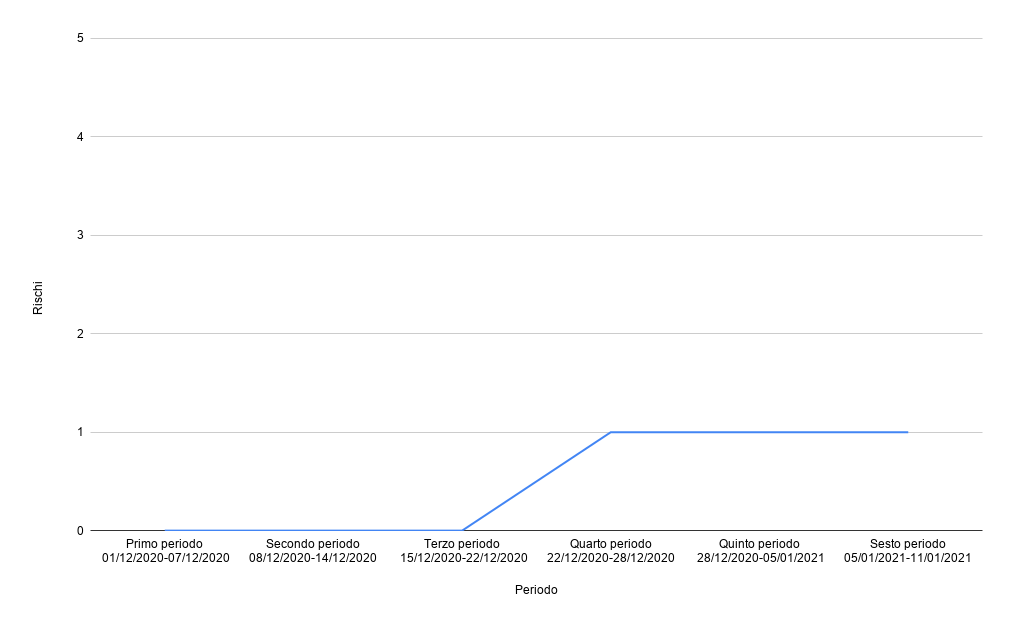 5
4
3
2
1
0
Rischi
Primo periodo
01/12/2020-07/12/2020
Secondo periodo
08/12/2020-14/12/2020
Terzo periodo
15/12/2020-22/12/2020
Quarto periodo
22/12/2020-28/12/2020
Quinto periodo
28/12/2020-05/01/2021
Sesto periodo
05/01/2021-11/01/2021
Periodo